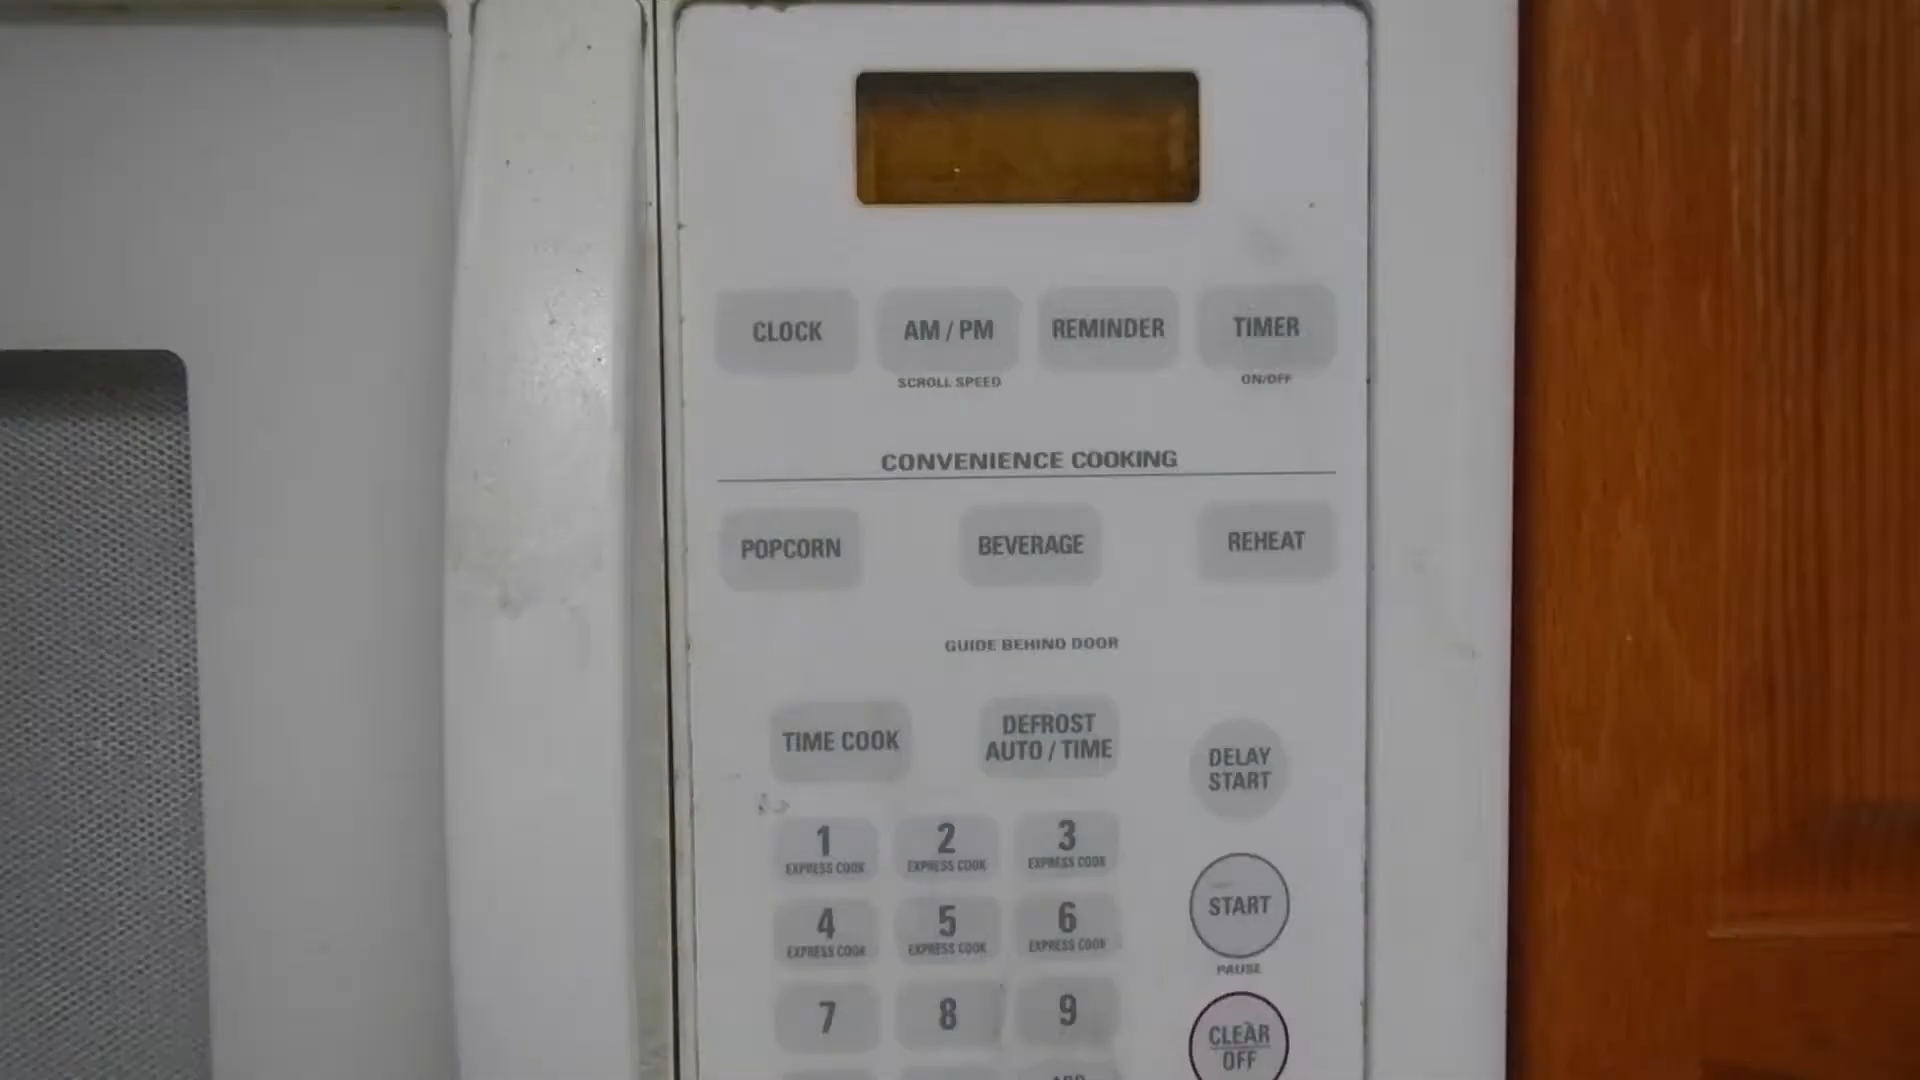 CLOCK
AM / PM
REMINDER
TIMER
SCROLL SPEED
ON/OFF
CONVENIENCE COOKING
POPCORN
BEVERAGE
REHEAT
GUIDE BEHIND DOOR
TIME COOK
DEFROST
AUTO / TIME
DELAY
START
1
EXPRESS COOK
2
EXPRESS COOK
3
EXPRESS COOK
4
EXPRESS COOK
5
EXPRESS COOK
6
EXPRESS COOK
START
PAUSE
7
8
9
CLEAR
OFF